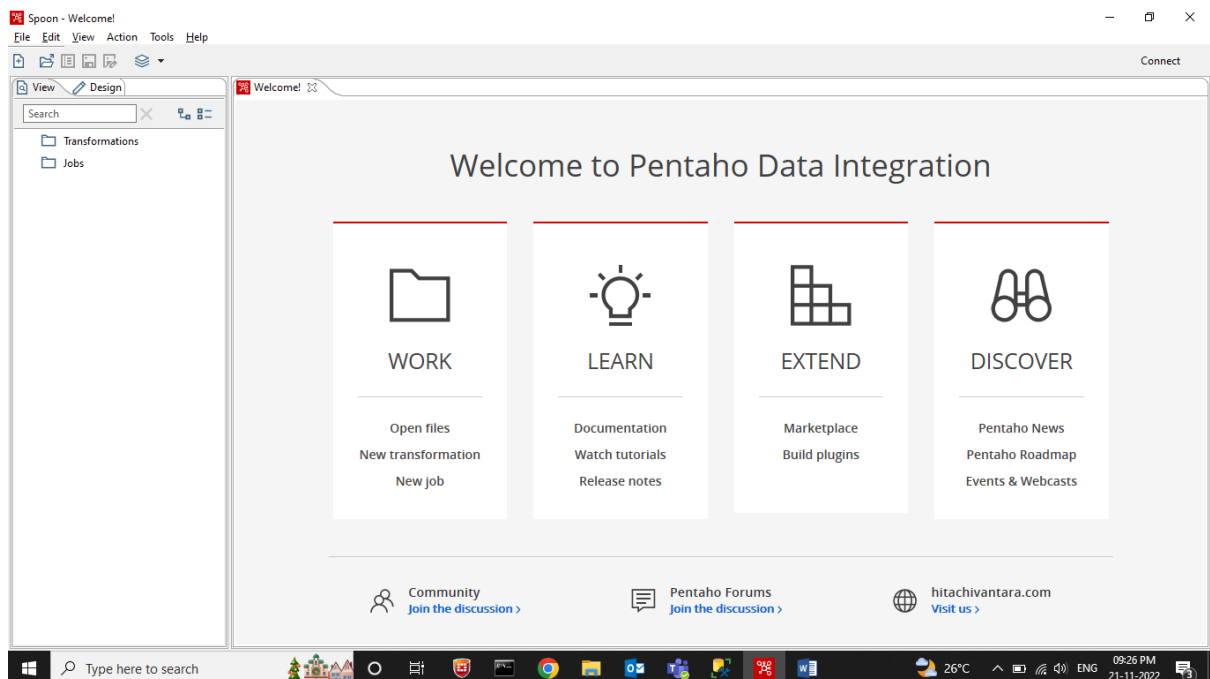 Spoon - Welcome!
File Edit View Action Tools Help
Connect
View Design
Welcome!
Search
Transformations
Jobs
Welcome to Pentaho Data Integration
WORK
LEARN
EXTEND
DISCOVER
Open files
New transformation
New job
Documentation
Watch tutorials
Release notes
Marketplace
Build plugins
Pentaho News
Pentaho Roadmap
Events & Webcasts
Community
Join the discussion >
Pentaho Forums
Join the discussion >
hitachivantara.com
Visit us >
Type here to search
26°C
ENG
09:26 PM
21-11-2022
3